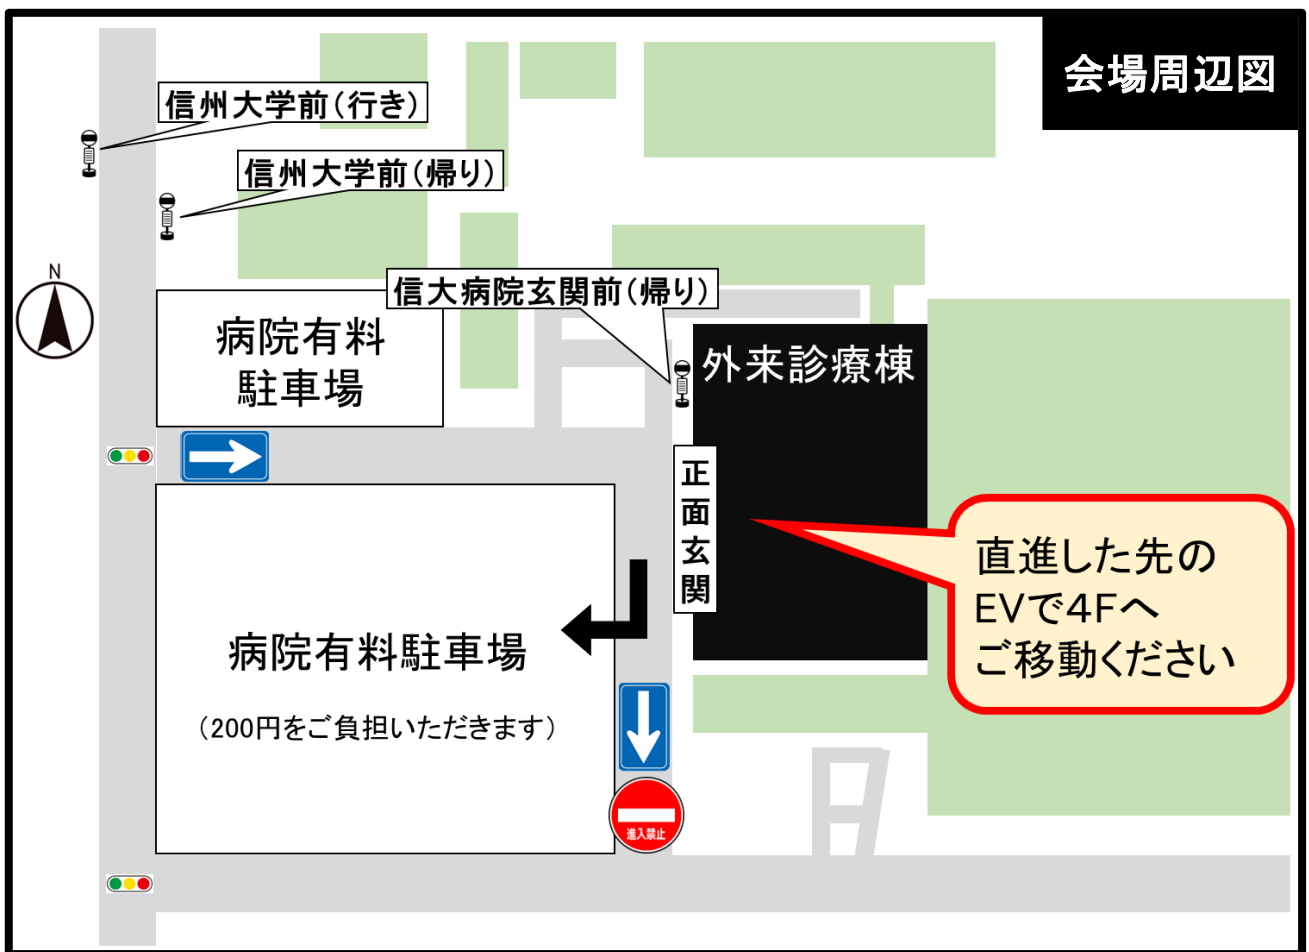 会場周辺図
信州大学前（行き）
信州大学前（帰り）
N
信大病院玄関前（帰り）
病院有料
駐車場
外来診療棟
正面玄関
直進した先の
EVで4Fへ
ご移動ください
病院有料駐車場
（200円をご負担いただきます）
進入禁止